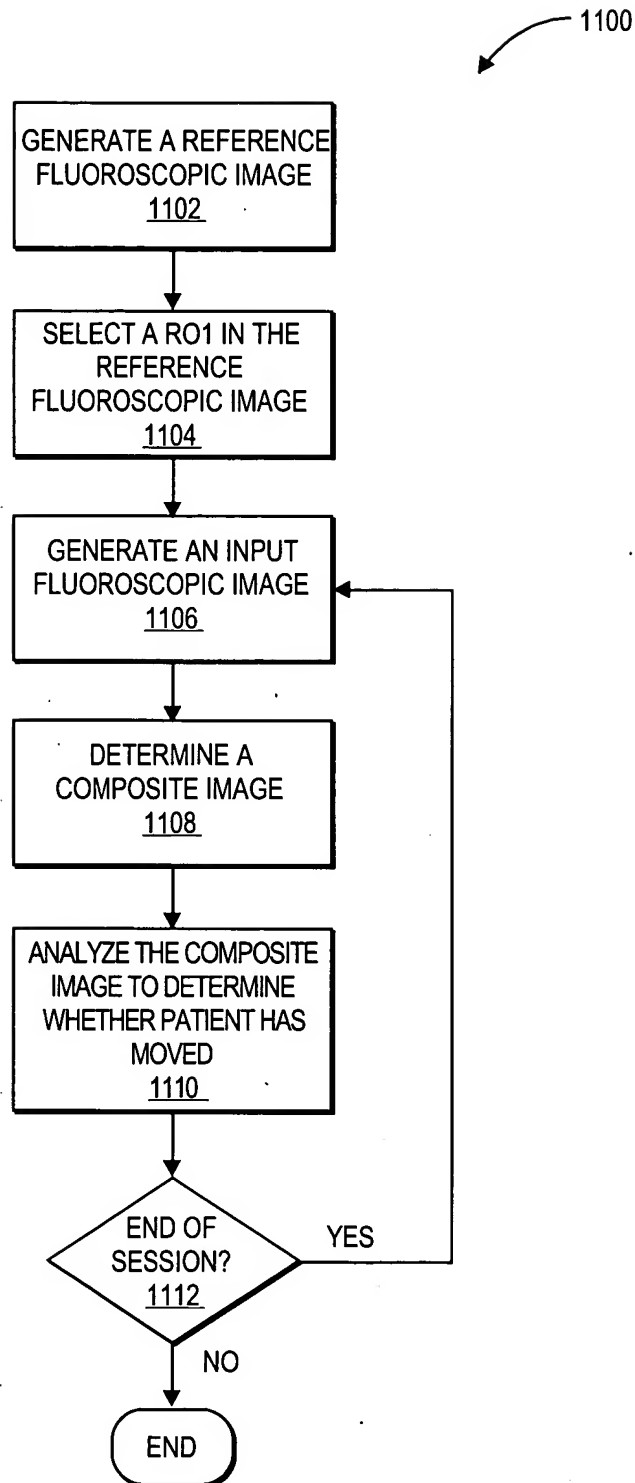 1100
GENERATE A REFERENCE
FLUOROSCOPIC IMAGE
1102
SELECT A RO1 IN THE
REFERENCE
FLUOROSCOPIC IMAGE
1104
GENERATE AN INPUT
FLUOROSCOPIC IMAGE
1106
DETERMINE A
COMPOSITE IMAGE
1108
ANALYZE THE COMPOSITE
IMAGE TO DETERMINE
WHETHER PATIENT HAS
MOVED
1110
END OF
SESSION?
1112
YES
NO
END